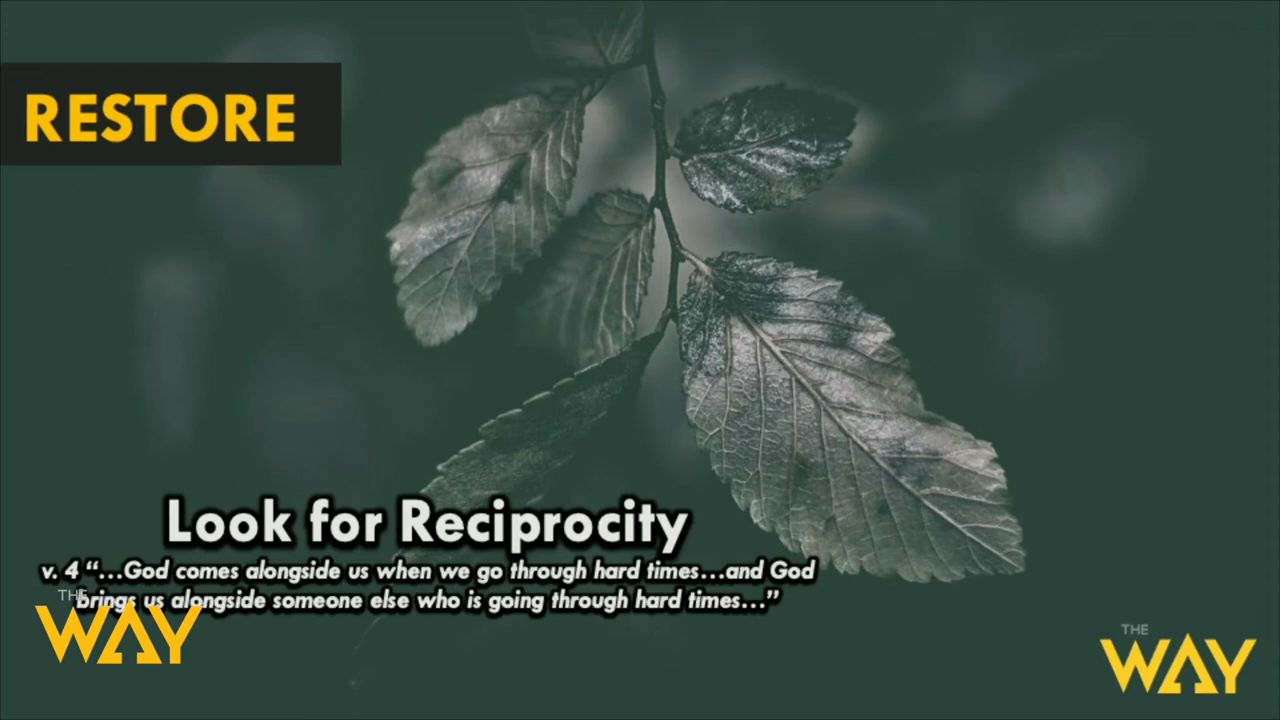 RESTORE
Look for Reciprocity
v. 4 “...God comes alongside us when we go through hard times...and God
brings us alongside someone else who is going through hard times...”
THE
WAY
THE
WAY